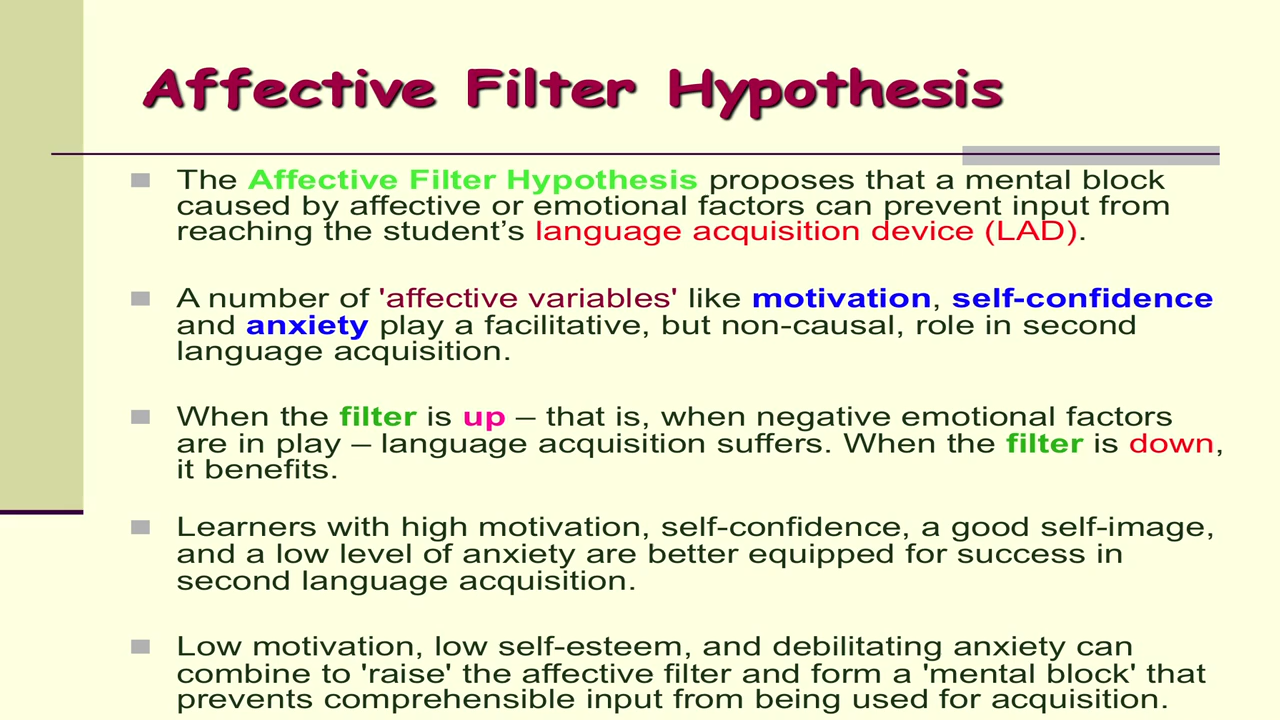 Affective Filter Hypothesis
The Affective Filter Hypothesis proposes that a mental block
caused by affective or emotional factors can prevent input from
reaching the student’s language acquisition device (LAD).
A number of 'affective variables' like motivation, self-confidence
and anxiety play a facilitative, but non-causal, role in second
language acquisition.
When the filter is up – that is, when negative emotional factors
are in play – language acquisition suffers. When the filter is down,
it benefits.
Learners with high motivation, self-confidence, a good self-image,
and a low level of anxiety are better equipped for success in
second language acquisition.
Low motivation, low self-esteem, and debilitating anxiety can
combine to 'raise' the affective filter and form a 'mental block' that
prevents comprehensible input from being used for acquisition.